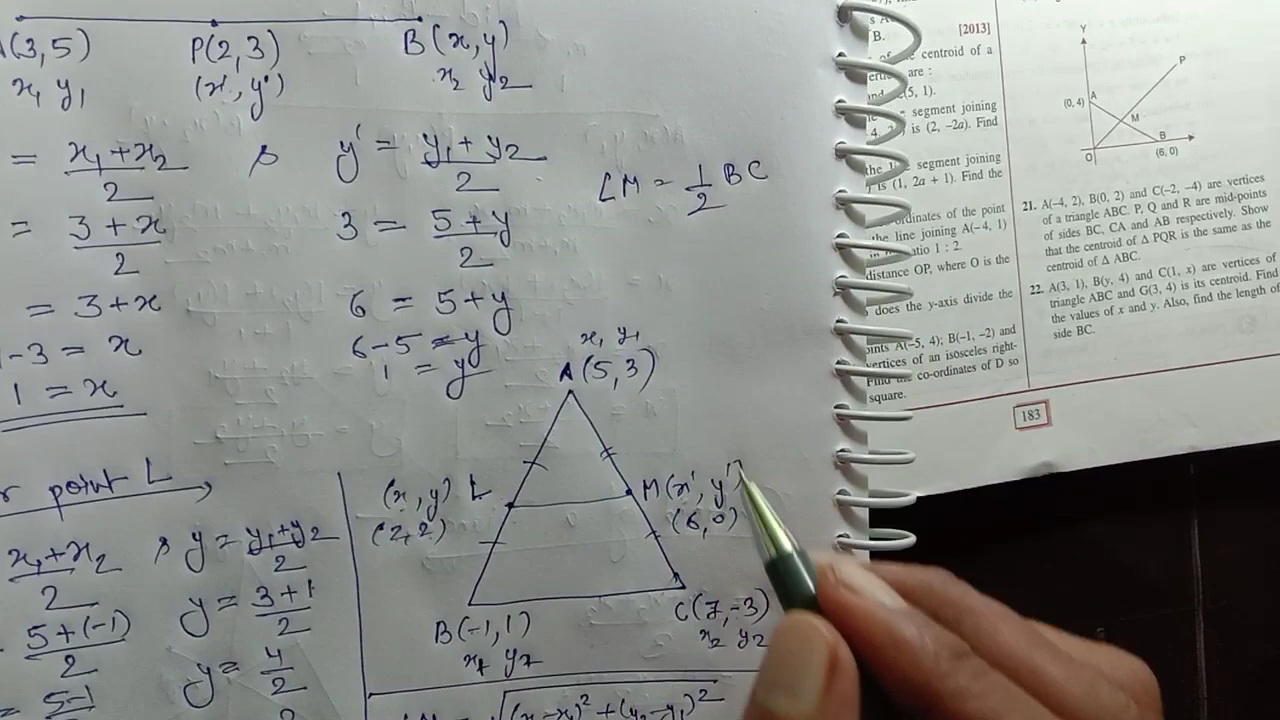 A(3,5) P(2,3) B(x,y)
x₁ y₁ (x', y') x₂ y₂
= x₁+x₂/2 , y' = y₁+y₂/2
= 3+x/2 3 = 5+y/2
= 3+x 6 = 5+y
-3 = x 6-5 = y
1 = x 1 = y
LM = 1/2 BC
x₁ y₁
A(5,3)
point L
(x,y) L M(x', y')
(2,2) (6,0)
x₁+x₂/2 , y = y₁+y₂/2
5+(-1)/2 y = 3+1/2
5-1 y = 4/2
B(-1,1) C(7,-3)
x₂ y₂
[2013]
B.
centroid of a
are :
(5, 1).
segment joining
is (2, -2a). Find
the line segment joining
is (1, 2a + 1). Find the
ordinates of the point
the line joining A(-4, 1)
ratio 1 : 2.
distance OP, where O is the
does the y-axis divide the
A(-5, 4); B(-1, -2) and
vertices of an isosceles right-
co-ordinates of D so
square.
Y
P
A
(0, 4)
M
B
O
(6, 0)
21. A(-4, 2), B(0, 2) and C(-2, -4) are vertices
of a triangle ABC. P, Q and R are mid-points
of sides BC, CA and AB respectively. Show
that the centroid of Δ PQR is the same as the
centroid of Δ ABC.
22. A(3, 1), B(y, 4) and C(1, x) are vertices of
triangle ABC and G(3, 4) is its centroid. Find
the values of x and y. Also, find the length of
side BC.
183